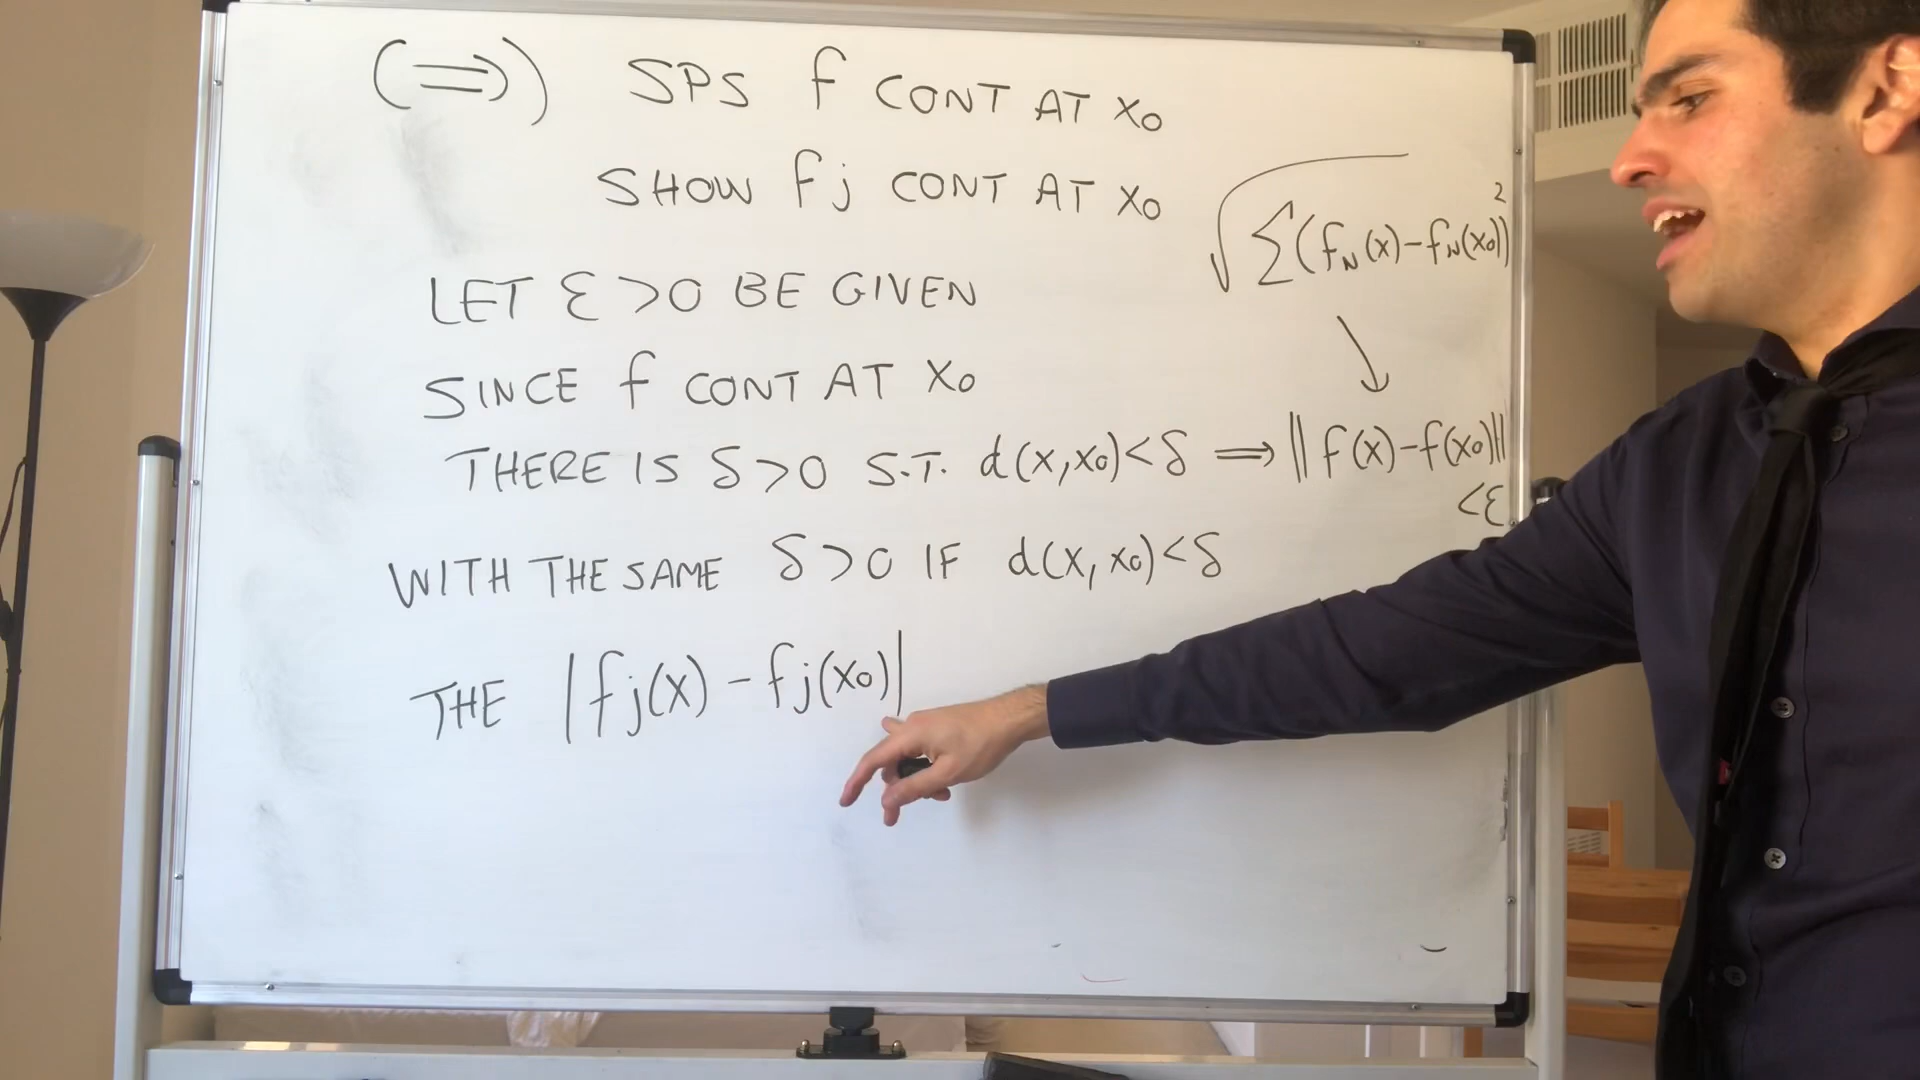 (⟹) SPS f CONT AT x₀
SHOW fj CONT AT x₀
√Σ(fN(x)-fN(x₀))²
↓
LET ε>0 BE GIVEN
SINCE f CONT AT x₀
THERE IS δ>0 S.T. d(x,x₀)<δ ⟹ ||f(x)-f(x₀)||
<ε
WITH THE SAME δ>0 IF d(x,x₀)<δ
THE |fj(x)-fj(x₀)|